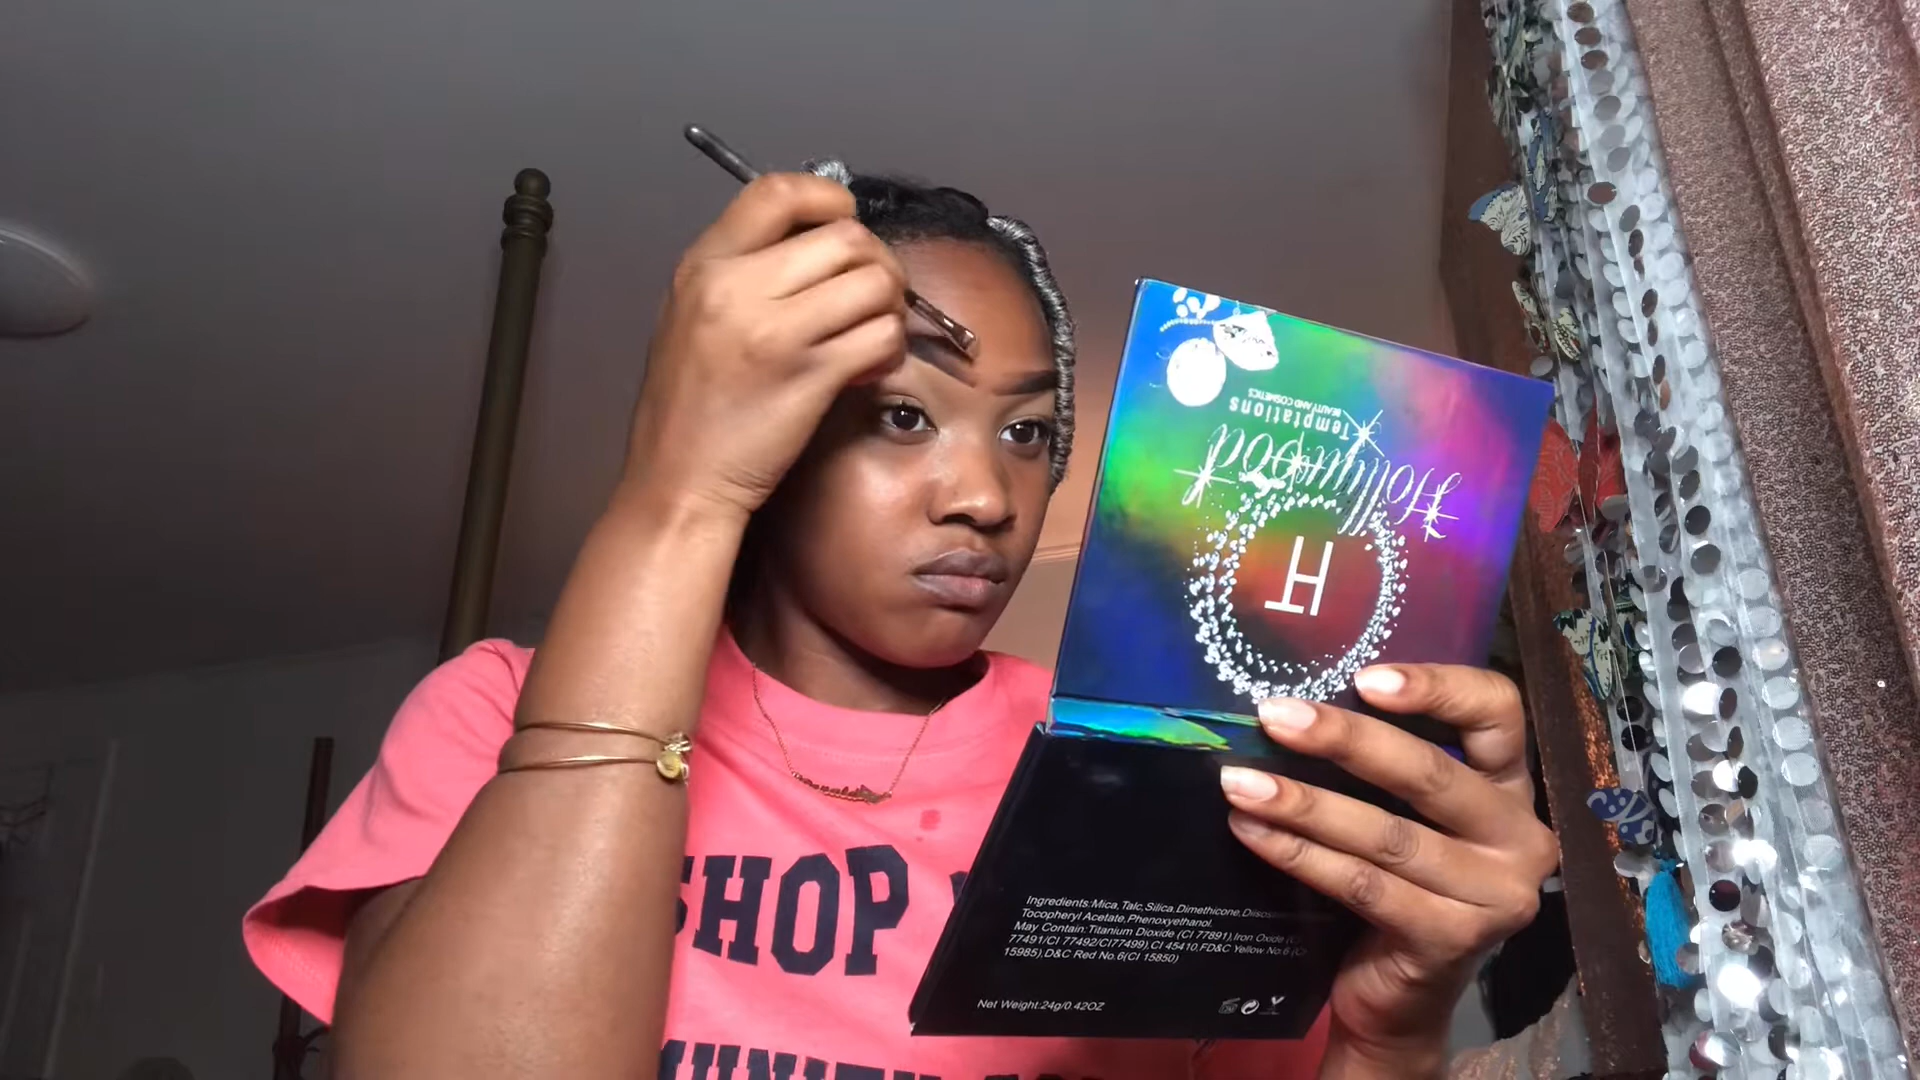 Temptations
BEAUTY AND COSMETICS
Hollywood
HT
SHOP
Ingredients:Mica,Talc,Silica,Dimethicone,
Tocopheryl Acetate,Phenoxyethanol.
May Contain:Titanium Dioxide (CI 77891),Iron Oxide
77491/CI 77492/CI77499),CI 45410,FD&C Yellow No.6 (CI
15985),D&C Red No.6(CI 15850)
Net Weight:24g/0.42OZ